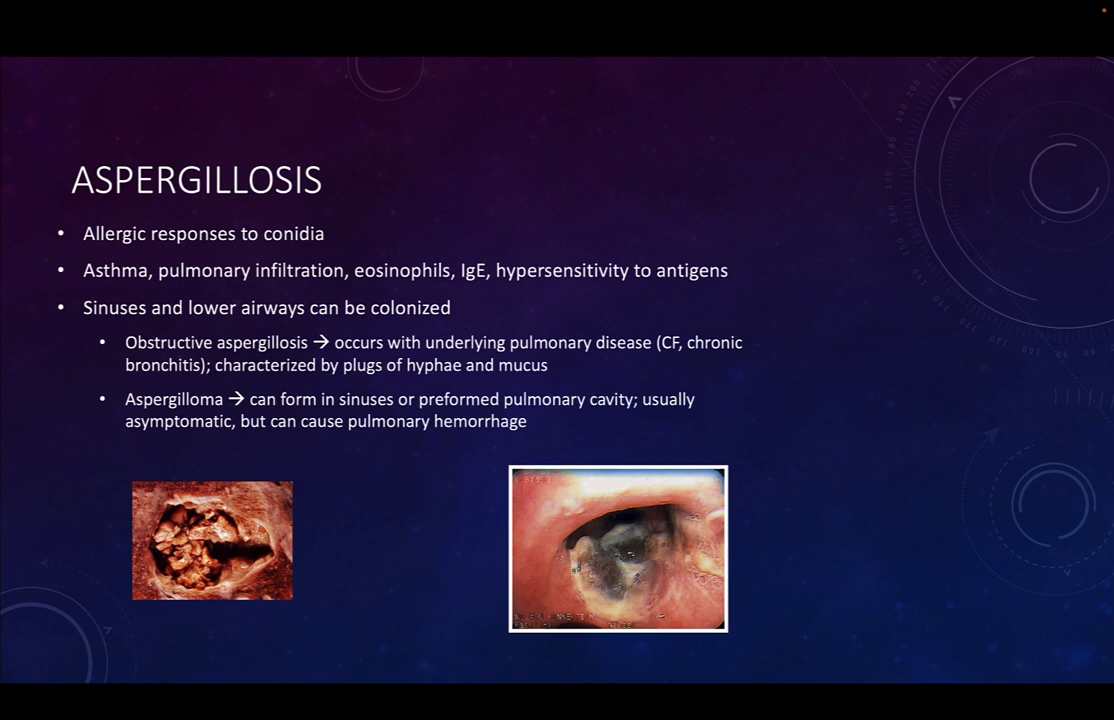 ASPERGILLOSIS
• Allergic responses to conidia
• Asthma, pulmonary infiltration, eosinophils, IgE, hypersensitivity to antigens
• Sinuses and lower airways can be colonized
• Obstructive aspergillosis → occurs with underlying pulmonary disease (CF, chronic
bronchitis); characterized by plugs of hyphae and mucus
• Aspergilloma → can form in sinuses or preformed pulmonary cavity; usually
asymptomatic, but can cause pulmonary hemorrhage